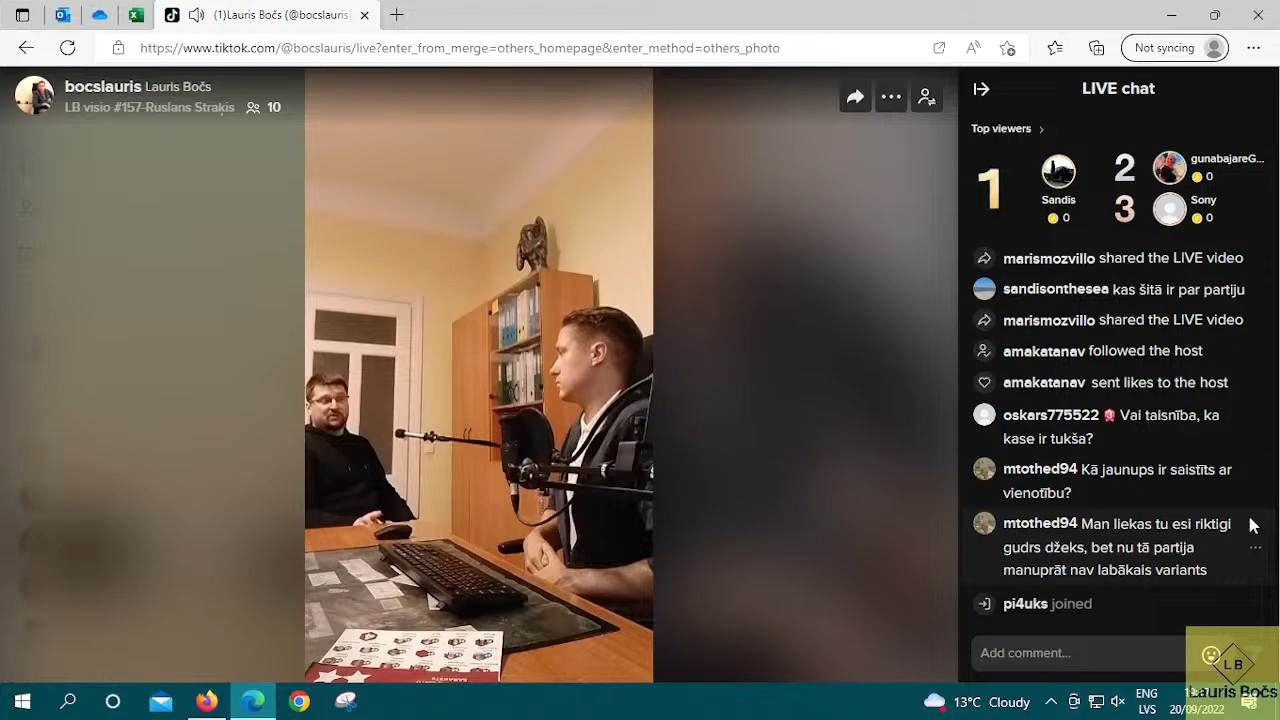 (1)Lauris Bočs (@bocslauris
https://www.tiktok.com/@bocslauris/live?enter_from_merge=others_homepage&enter_method=others_photo
Not syncing
bocslauris Lauris Bočs
LB visio #157-Ruslans Straķis 10
LIVE chat
Top viewers
1
Sandis
0
2
gunabajareG...
0
3
Sony
0
marismozvillo shared the LIVE video
sandisonthesea kas šitā ir par partiju
marismozvillo shared the LIVE video
amakatanav followed the host
amakatanav sent likes to the host
oskars775522 Vai taisnība, ka
kase ir tukša?
mtothed94 Kā jaunups ir saistīts ar
vienotību?
mtothed94 Man liekas tu esi riktīgi
gudrs džeks, bet nu tā partija
manuprāt nav labākais variants
pi4uks joined
Add comment...
LB
Lauris Bočs
13°C Cloudy
ENG
LVS
20/09/2022